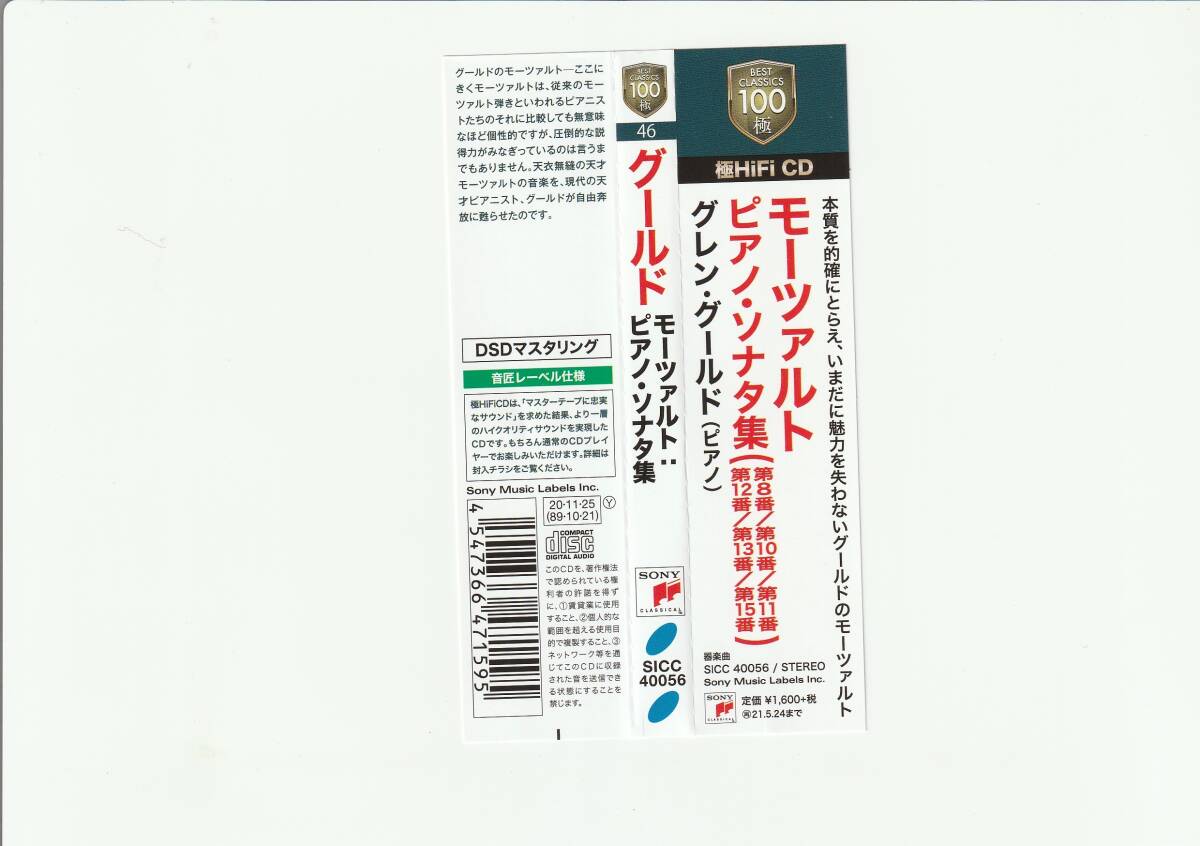 グールドのモーツァルト―ここに
きくモーツァルトは、従来のモー
ツァルト弾きといわれるピアニス
トたちのそれに比較しても無意味
なほど個性的ですが、圧倒的な説
得力がみなぎっているのは言うま
でもありません。天衣無縫の天才
モーツァルトの音楽を、現代の天
才ピアニスト、グールドが自由奔
放に甦らせたのです。
DSDマスタリング
音匠レーベル仕様
極HiFiCDは、「マスターテープに忠実
なサウンド」を求めた結果、より一層
のハイクオリティサウンドを実現した
CDです。もちろん通常のCDプレイ
ヤーでお楽しみいただけます。詳細は
封入チラシをご覧ください。
Sony Music Labels Inc.
4 547366 471595
20・11・25
(89・10・21)
Y
COMPACT
disc
DIGITAL AUDIO
このCDを、著作権法
で認められている権
利者の許諾を得ず
に、①賃貸業に使用
すること、②個人的な
範囲を超える使用目
的で複製すること、③
ネットワーク等を通
じてこのCDに収録
された音を送信でき
る状態にすることを
禁じます。
BEST
CLASSICS
100
極
46
グールド
モーツァルト:
ピアノ・ソナタ集
SONY
CLASSICAL
SICC
40056
BEST
CLASSICS
100
極
極HiFi CD
本質を的確にとらえ、いまだに魅力を失わないグールドのモーツァルト
モーツァルト
ピアノ・ソナタ集(第8番/第10番/第11番
第12番/第13番/第15番)
グレン・グールド(ピアノ)
器楽曲
SICC 40056 / STEREO
Sony Music Labels Inc.
SONY
CLASSICAL
定価 ¥1,600+税
再21.5.24まで